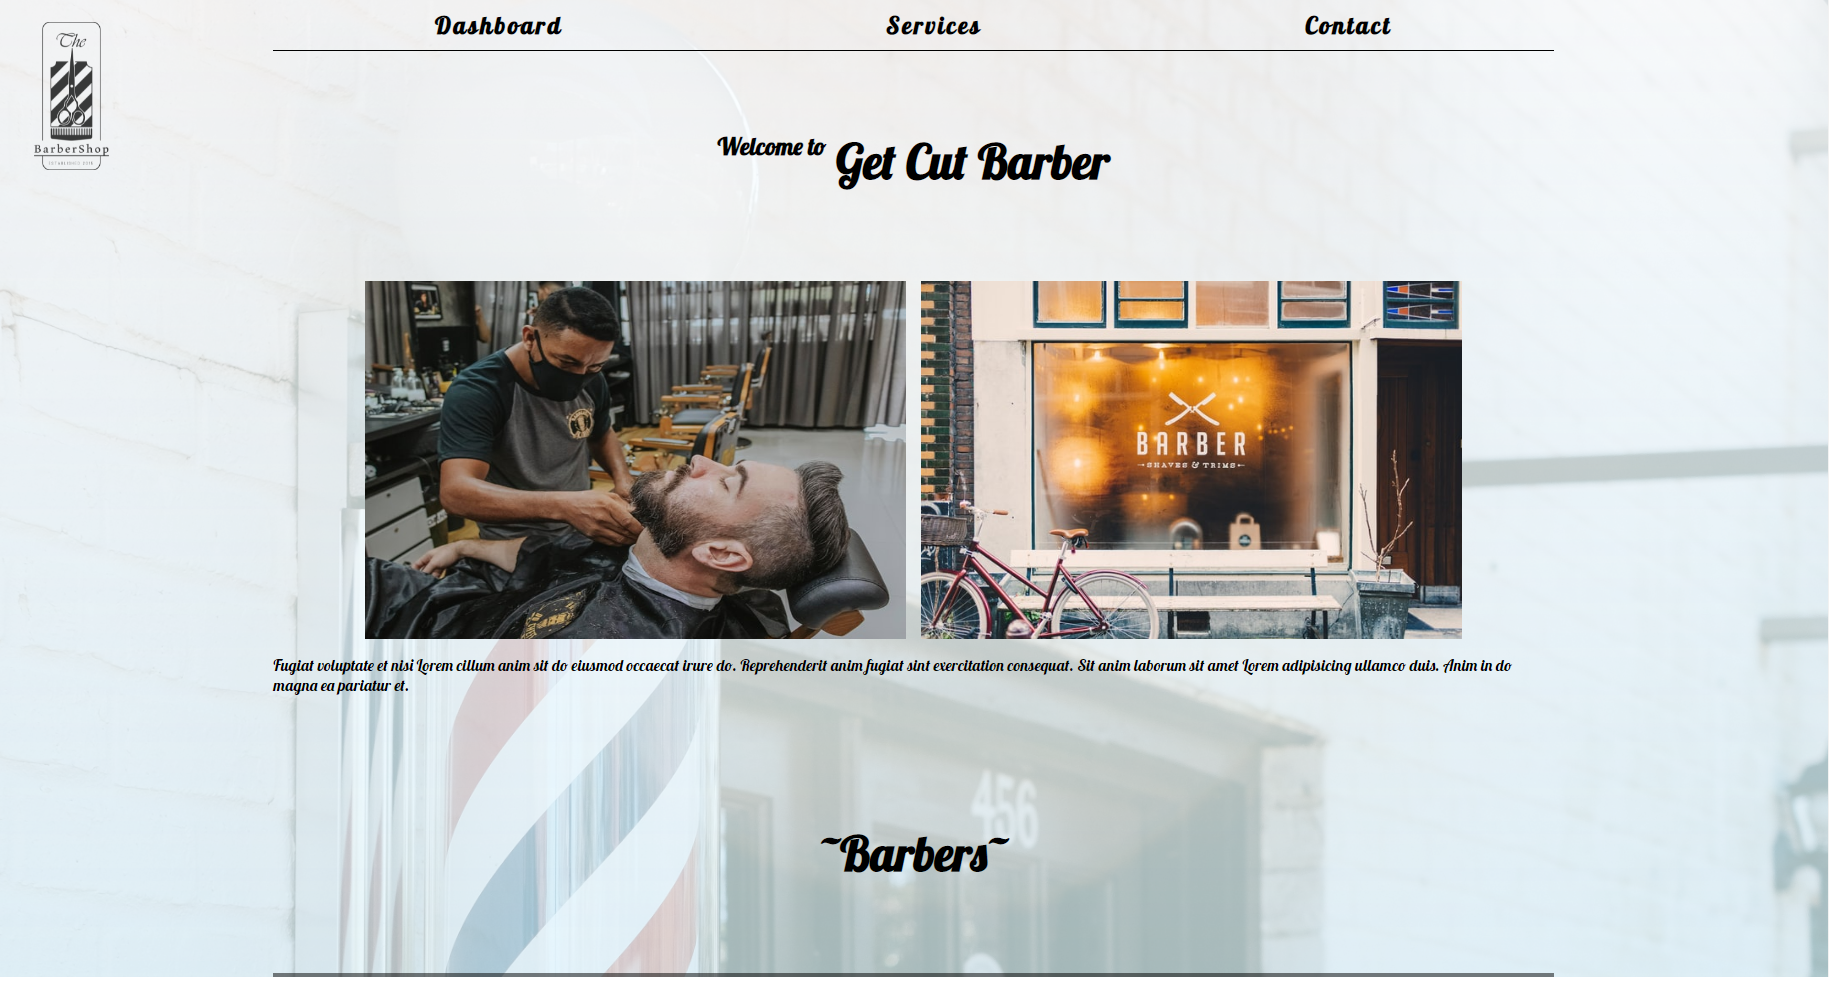 Dashboard Services Contact
The
BarberShop
ESTABLISHED
Welcome to Get Cut Barber
BARBER
SHAVES & TRIMS
Fugiat voluptate et nisi Lorem cillum anim sit do eiusmod occaecat irure do. Reprehenderit anim fugiat sint exercitation consequat. Sit anim laborum sit amet Lorem adipisicing ullamco duis. Anim in do
magna ea pariatur et.
456
~Barbers~